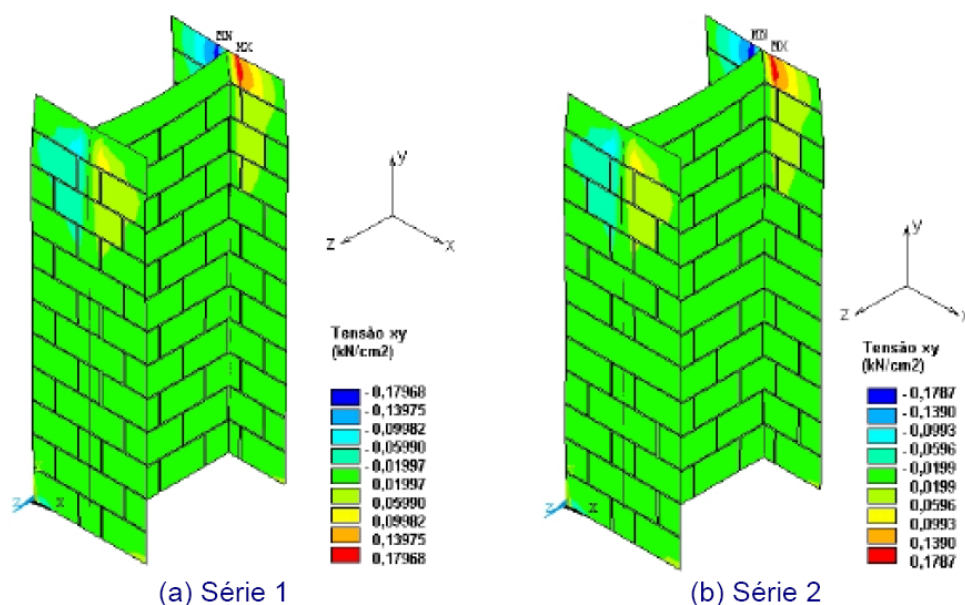 MN
MX
y
z
x
Tensão xy
(kN/cm2)
-0,17968
-0,13975
-0,09982
-0,05990
-0,01997
0,01997
0,05990
0,09982
0,13975
0,17968
z
x
(a) Série 1
MN
MX
y
z
x
Tensão xy
(kN/cm2)
-0,1787
-0,1390
-0,0993
-0,0596
-0,0199
0,0199
0,0596
0,0993
0,1390
0,1787
z
x
(b) Série 2